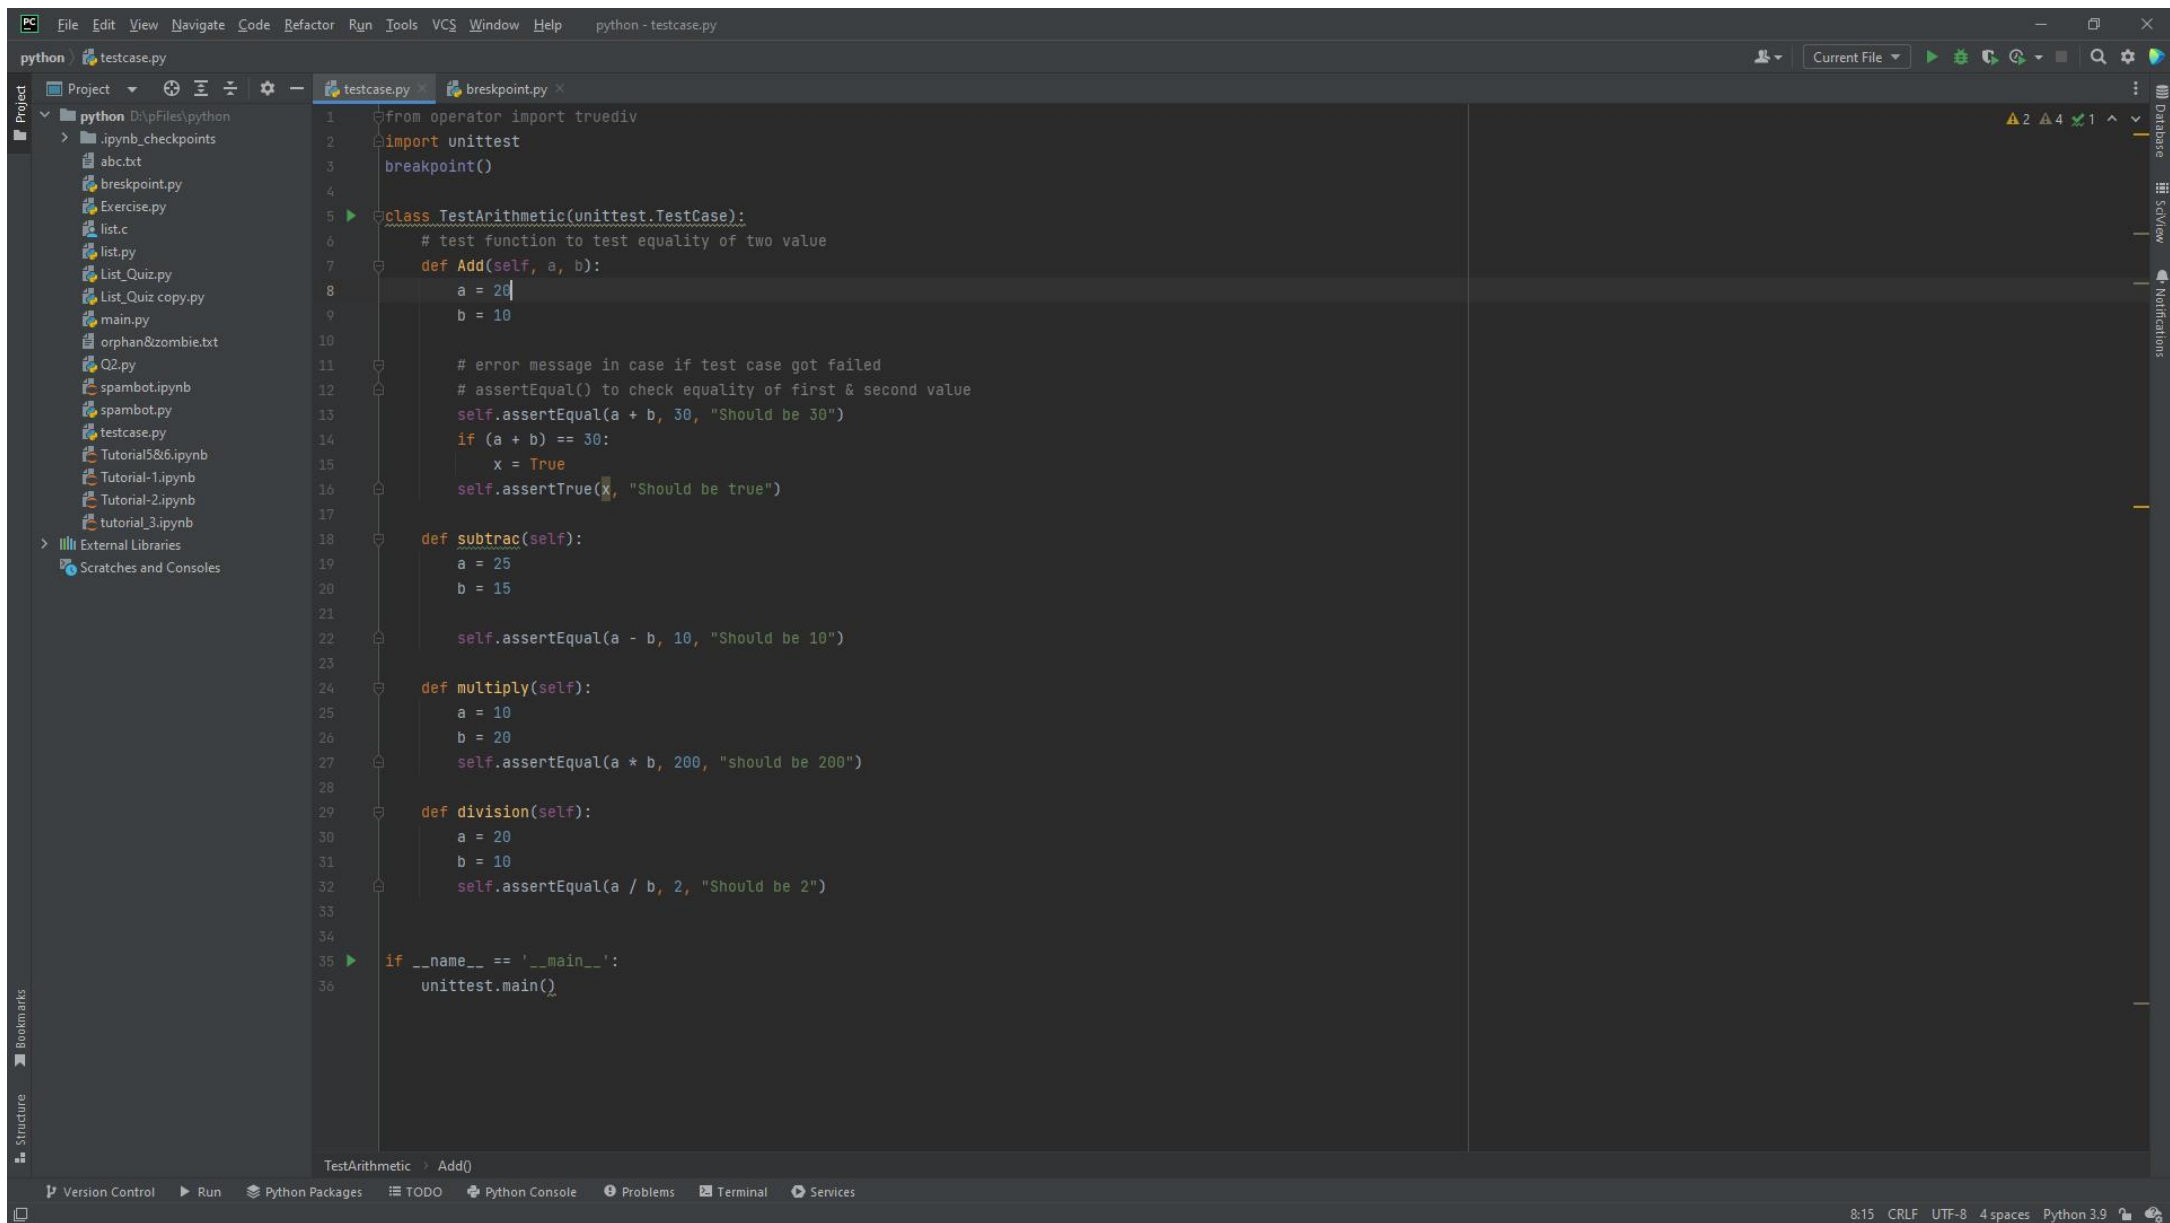 PC File Edit View Navigate Code Refactor Run Tools VCS Window Help python - testcase.py
python testcase.py Current File
Project testcase.py breskpoint.py
Project
python D:\pFiles\python
.ipynb_checkpoints
abc.txt
breskpoint.py
Exercise.py
list.c
list.py
List_Quiz.py
List_Quiz copy.py
main.py
orphan&zombie.txt
Q2.py
spambot.ipynb
spambot.py
testcase.py
Tutorial5&6.ipynb
Tutorial-1.ipynb
Tutorial-2.ipynb
tutorial_3.ipynb
External Libraries
Scratches and Consoles
Bookmarks
Structure
1 from operator import truediv
2 import unittest
3 breakpoint()
4
5 class TestArithmetic(unittest.TestCase):
6 # test function to test equality of two value
7 def Add(self, a, b):
8 a = 20
9 b = 10
10
11 # error message in case if test case got failed
12 # assertEqual() to check equality of first & second value
13 self.assertEqual(a + b, 30, "Should be 30")
14 if (a + b) == 30:
15 x = True
16 self.assertTrue(x, "Should be true")
17
18 def subtrac(self):
19 a = 25
20 b = 15
21
22 self.assertEqual(a - b, 10, "Should be 10")
23
24 def multiply(self):
25 a = 10
26 b = 20
27 self.assertEqual(a * b, 200, "should be 200")
28
29 def division(self):
30 a = 20
31 b = 10
32 self.assertEqual(a / b, 2, "Should be 2")
33
34
35 if __name__ == '__main__':
36 unittest.main()
2 4 1
Database
SciView
Notifications
TestArithmetic Add()
Version Control Run Python Packages TODO Python Console Problems Terminal Services
8:15 CRLF UTF-8 4 spaces Python 3.9